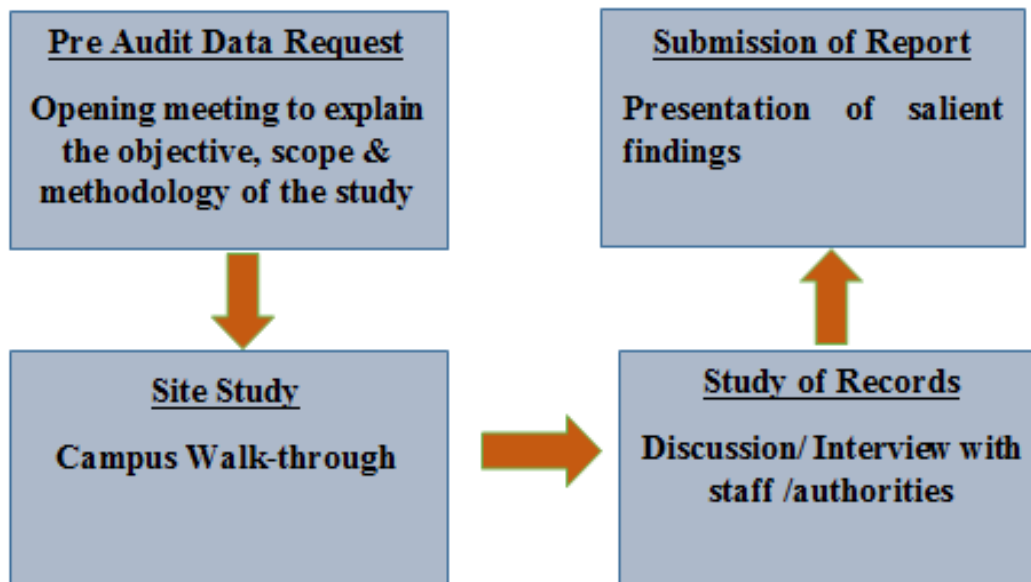 Pre Audit Data Request
Opening meeting to explain
the objective, scope &
methodology of the study
Site Study
Campus Walk-through
Study of Records
Discussion/ Interview with
staff /authorities
Submission of Report
Presentation of salient
findings